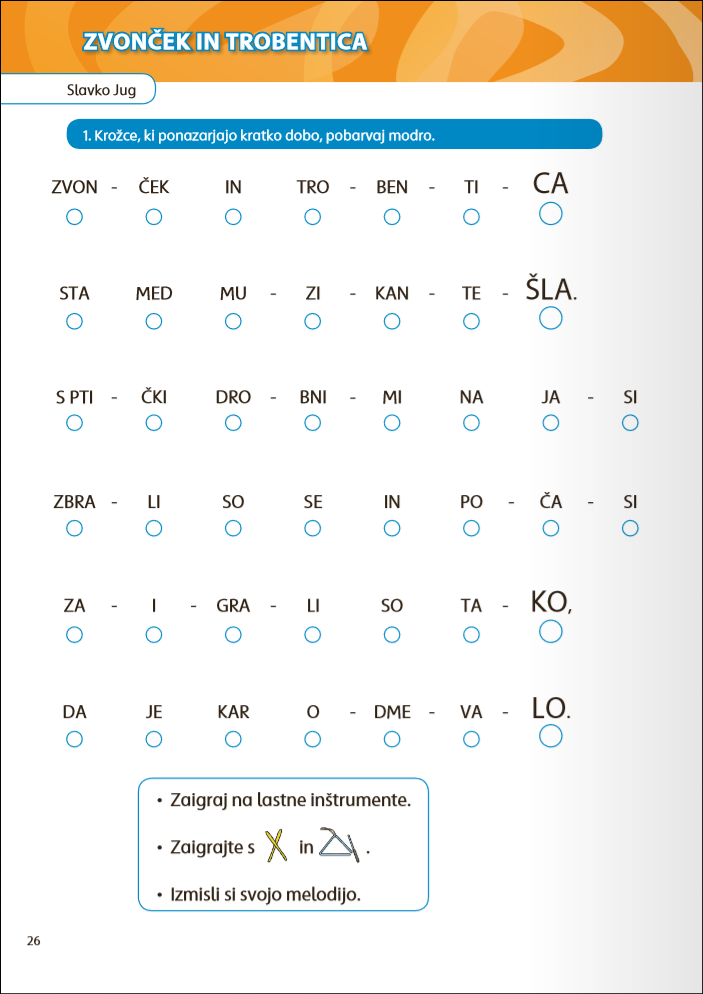 ZVONČEK IN TROBENTICA
Slavko Jug
1. Krožce, ki ponazarjajo kratko dobo, pobarvaj modro.
ZVON - ČEK IN TRO - BEN - TI - CA
STA MED MU - ZI - KAN - TE - ŠLA.
S PTI - ČKI DRO - BNI - MI NA JA - SI
ZBRA - LI SO SE IN PO - ČA - SI
ZA - I - GRA - LI SO TA - KO,
DA JE KAR O - DME - VA - LO.
• Zaigraj na lastne inštrumente.
• Zaigrajte s in .
• Izmisli si svojo melodijo.
26